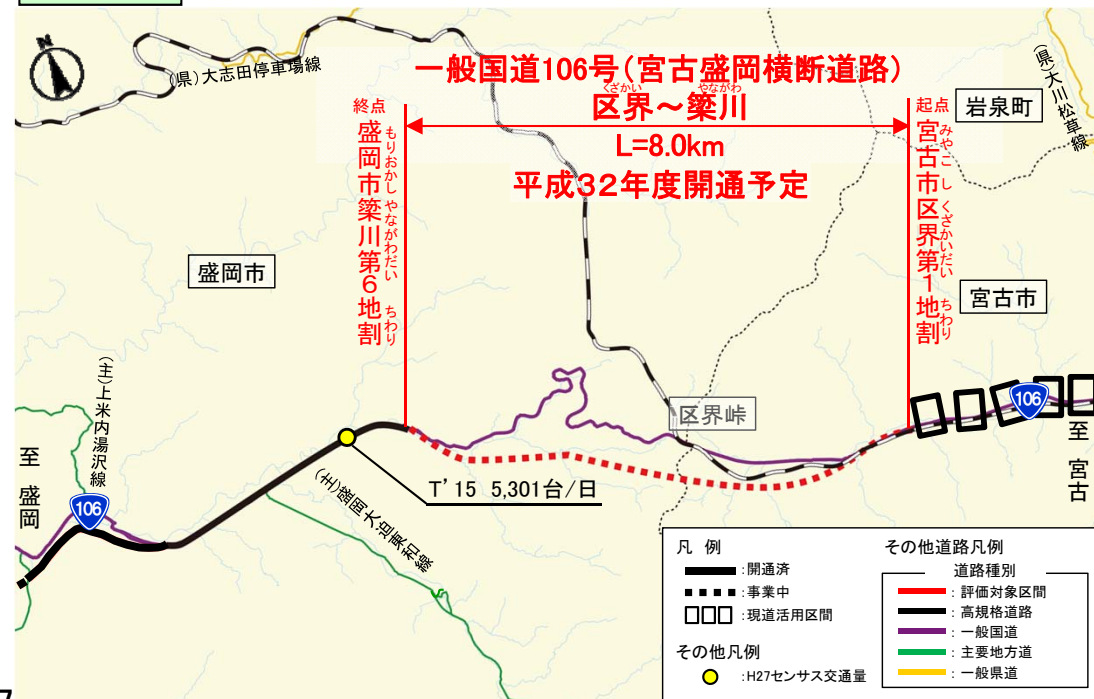 N
(県)大志田停車場線
一般国道106号(宮古盛岡横断道路)
くざかい やながわ
区界~簗川
L=8.0km
平成32年度開通予定
終点
盛岡市簗川第6地割
もりおかし やながわだい ちわり
起点
宮古市区界第1地割
みやこし くざかいだい ちわり
岩泉町
(県)大川松草線
盛岡市
宮古市
(主)上米内湯沢線
区界峠
106
至 宮古
至 盛岡
106
T'15 5,301台/日
(主)盛岡大迫東和線
凡 例
:開通済
:事業中
:現道活用区間
その他凡例
:H27センサス交通量
その他道路凡例
道路種別
:評価対象区間
:高規格道路
:一般国道
:主要地方道
:一般県道